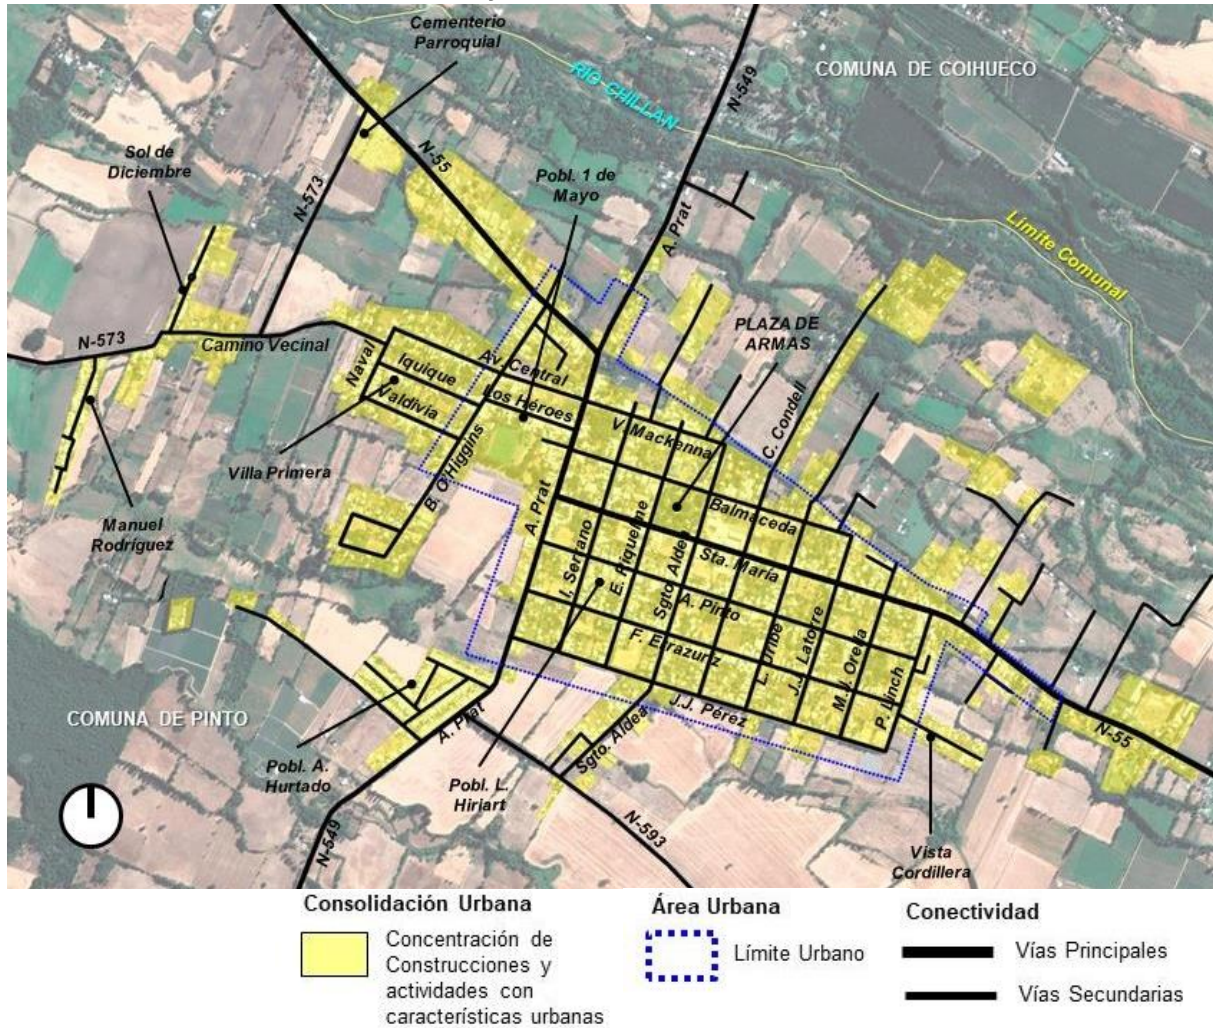 Cementerio
Parroquial
RÍO CHILLAN
N-549
COMUNA DE COIHUECO
N-55
Sol de
Diciembre
Pobl. 1 de
Mayo
N-573
A. Prat
Límite Comunal
PLAZA DE
ARMAS
N-573
Camino Vecinal
Naval
Iquique
Av. Central
Valdivia
Los Héroes
V. Mackenna
C. Condell
Villa Primera
B. O'Higgins
A. Prat
Balmaceda
Manuel
Rodríguez
I. Serrano
E. Riquelme
Sgto Aldea
Sta. María
A. Pinto
F. Errazuriz
L. Uribe
J.J. Latorre
M.J. Orea
P. Linch
COMUNA DE PINTO
A. Prat
J.J. Pérez
Sgto. Aldea
N-55
Pobl. A.
Hurtado
Pobl. L.
Hiriart
N-549
N-593
Vista
Cordillera
Consolidación Urbana
Concentración de
Construcciones y
actividades con
características urbanas
Área Urbana
Límite Urbano
Conectividad
Vías Principales
Vías Secundarias